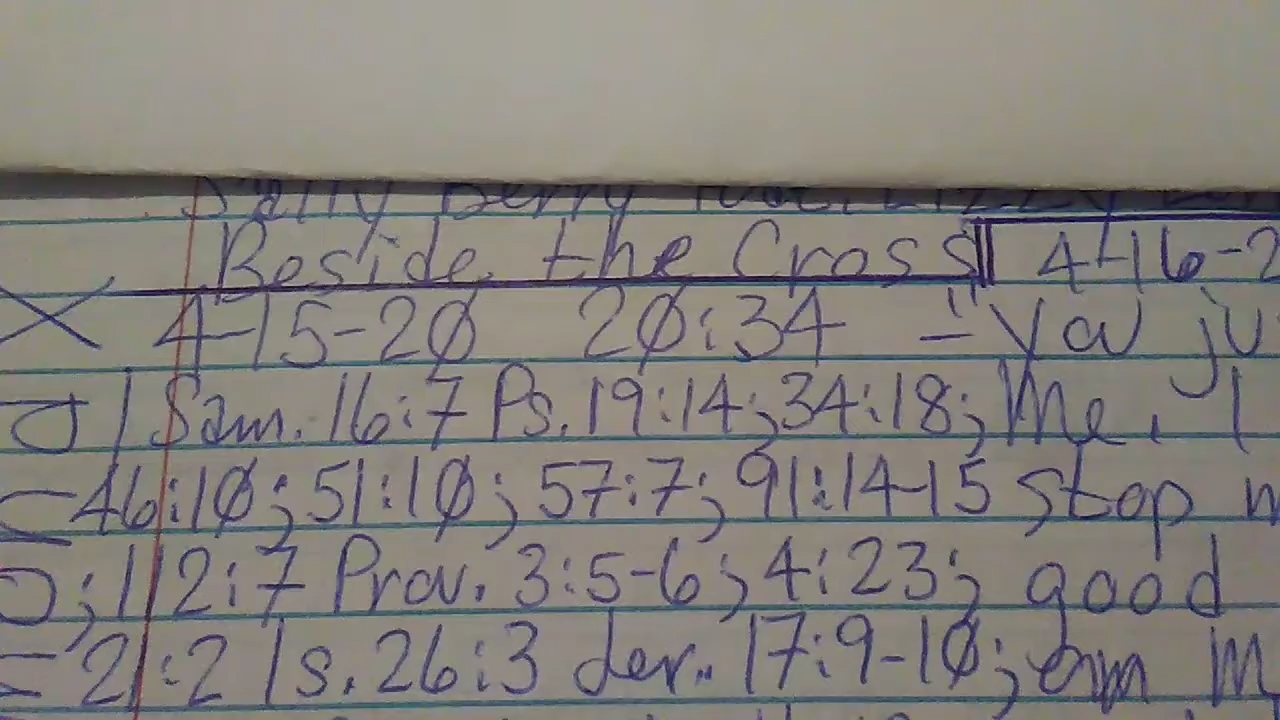 Sally Berry
Beside the Cross 4-16-2
X 4-15-20 20:34 - "You ju
1 Sam. 16:7 Ps. 19:14; 34:18; Me, I
46:10; 51:10; 57:7; 91:14-15 stop
; 112:7 Prov. 3:5-6; 4:23; good
21:2 Is. 26:3 Jer. 17:9-10;